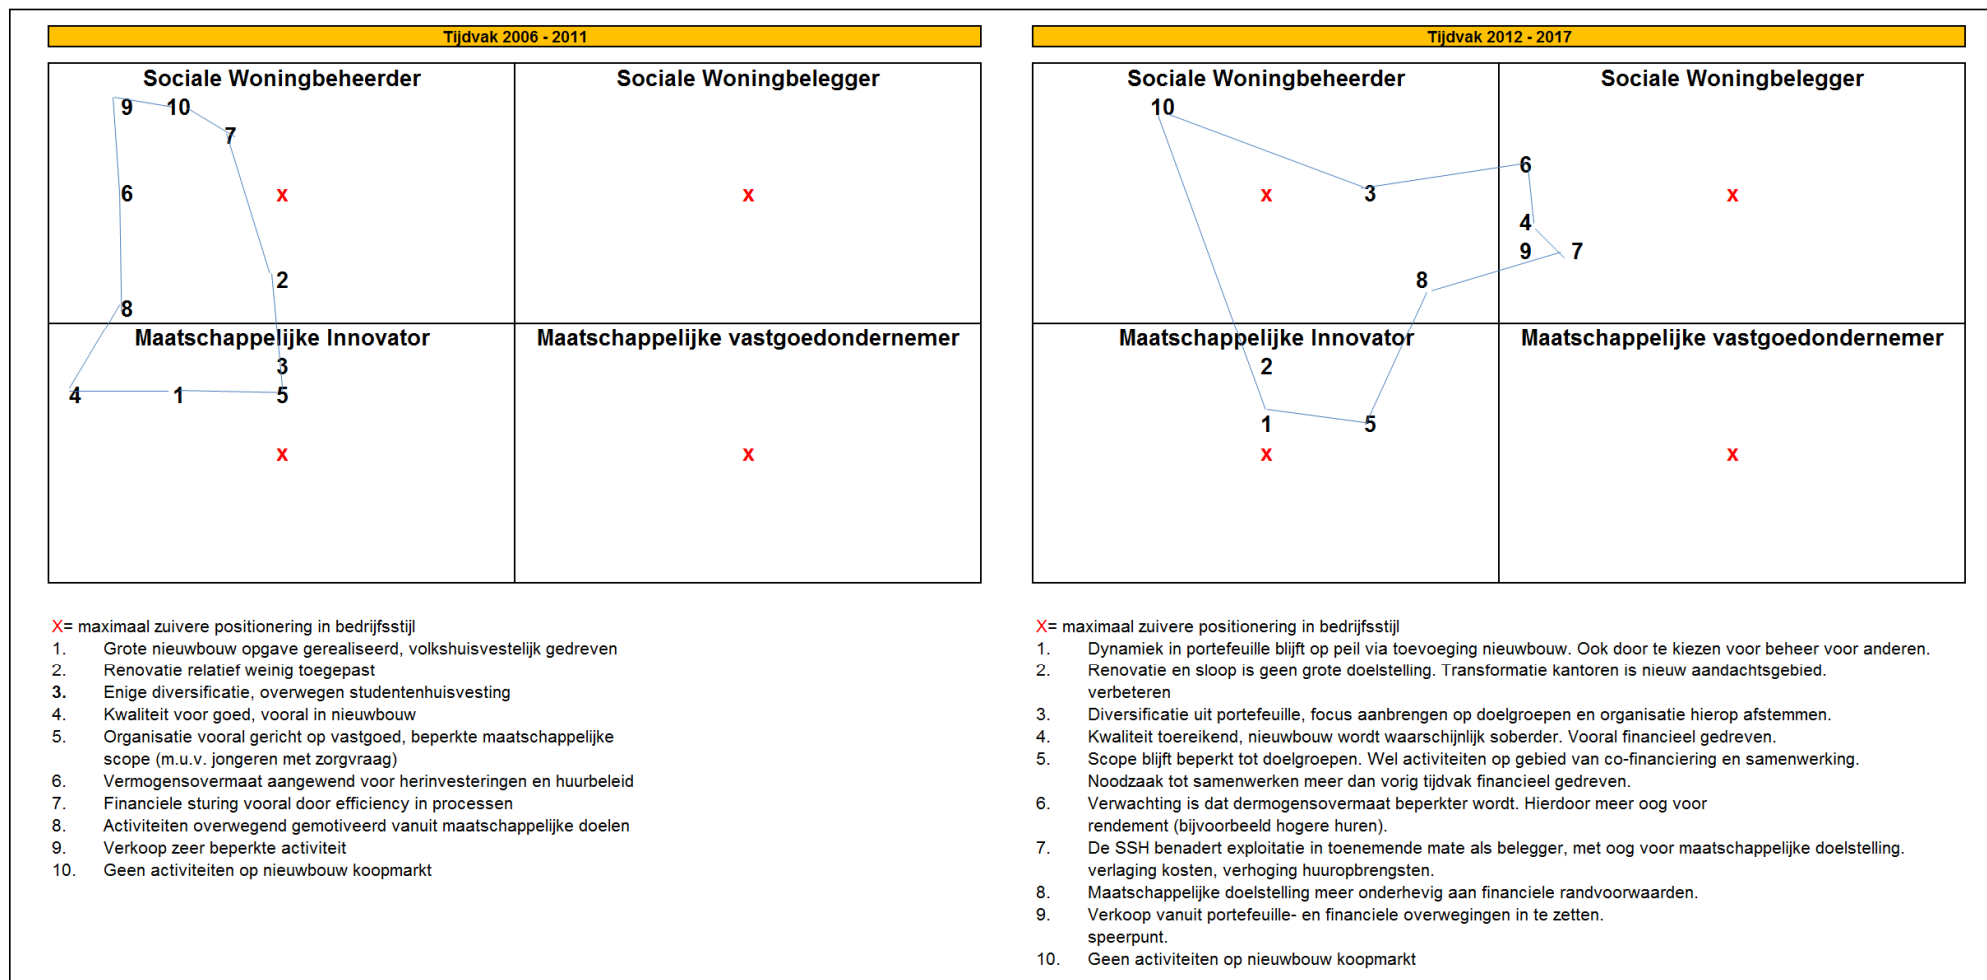 Tijdvak 2006 - 2011
Sociale Woningbeheerder
Sociale Woningbelegger
9
10
7
6
x
x
2
8
Maatschappelijke Innovator
Maatschappelijke vastgoedondernemer
3
4
1
5
x
x
X= maximaal zuivere positionering in bedrijfsstijl
1. Grote nieuwbouw opgave gerealiseerd, volkshuisvestelijk gedreven
2. Renovatie relatief weinig toegepast
3. Enige diversificatie, overwegen studentenhuisvesting
4. Kwaliteit voor goed, vooral in nieuwbouw
5. Organisatie vooral gericht op vastgoed, beperkte maatschappelijke
scope (m.u.v. jongeren met zorgvraag)
6. Vermogensovermaat aangewend voor herinvesteringen en huurbeleid
7. Financiele sturing vooral door efficiency in processen
8. Activiteiten overwegend gemotiveerd vanuit maatschappelijke doelen
9. Verkoop zeer beperkte activiteit
10. Geen activiteiten op nieuwbouw koopmarkt
Tijdvak 2012 - 2017
Sociale Woningbeheerder
Sociale Woningbelegger
10
6
x
3
x
4
9
7
8
Maatschappelijke Innovator
Maatschappelijke vastgoedondernemer
2
1
5
x
x
X= maximaal zuivere positionering in bedrijfsstijl
1. Dynamiek in portefeuille blijft op peil via toevoeging nieuwbouw. Ook door te kiezen voor beheer voor anderen.
2. Renovatie en sloop is geen grote doelstelling. Transformatie kantoren is nieuw aandachtsgebied.
verbeteren
3. Diversificatie uit portefeuille, focus aanbrengen op doelgroepen en organisatie hierop afstemmen.
4. Kwaliteit toereikend, nieuwbouw wordt waarschijnlijk soberder. Vooral financieel gedreven.
5. Scope blijft beperkt tot doelgroepen. Wel activiteiten op gebied van co-financiering en samenwerking.
Noodzaak tot samenwerken meer dan vorig tijdvak financieel gedreven.
6. Verwachting is dat dermogensovermaat beperkter wordt. Hierdoor meer oog voor
rendement (bijvoorbeeld hogere huren).
7. De SSH benadert exploitatie in toenemende mate als belegger, met oog voor maatschappelijke doelstelling.
verlaging kosten, verhoging huuropbrengsten.
8. Maatschappelijke doelstelling meer onderhevig aan financiele randvoorwaarden.
9. Verkoop vanuit portefeuille- en financiele overwegingen in te zetten.
speerpunt.
10. Geen activiteiten op nieuwbouw koopmarkt